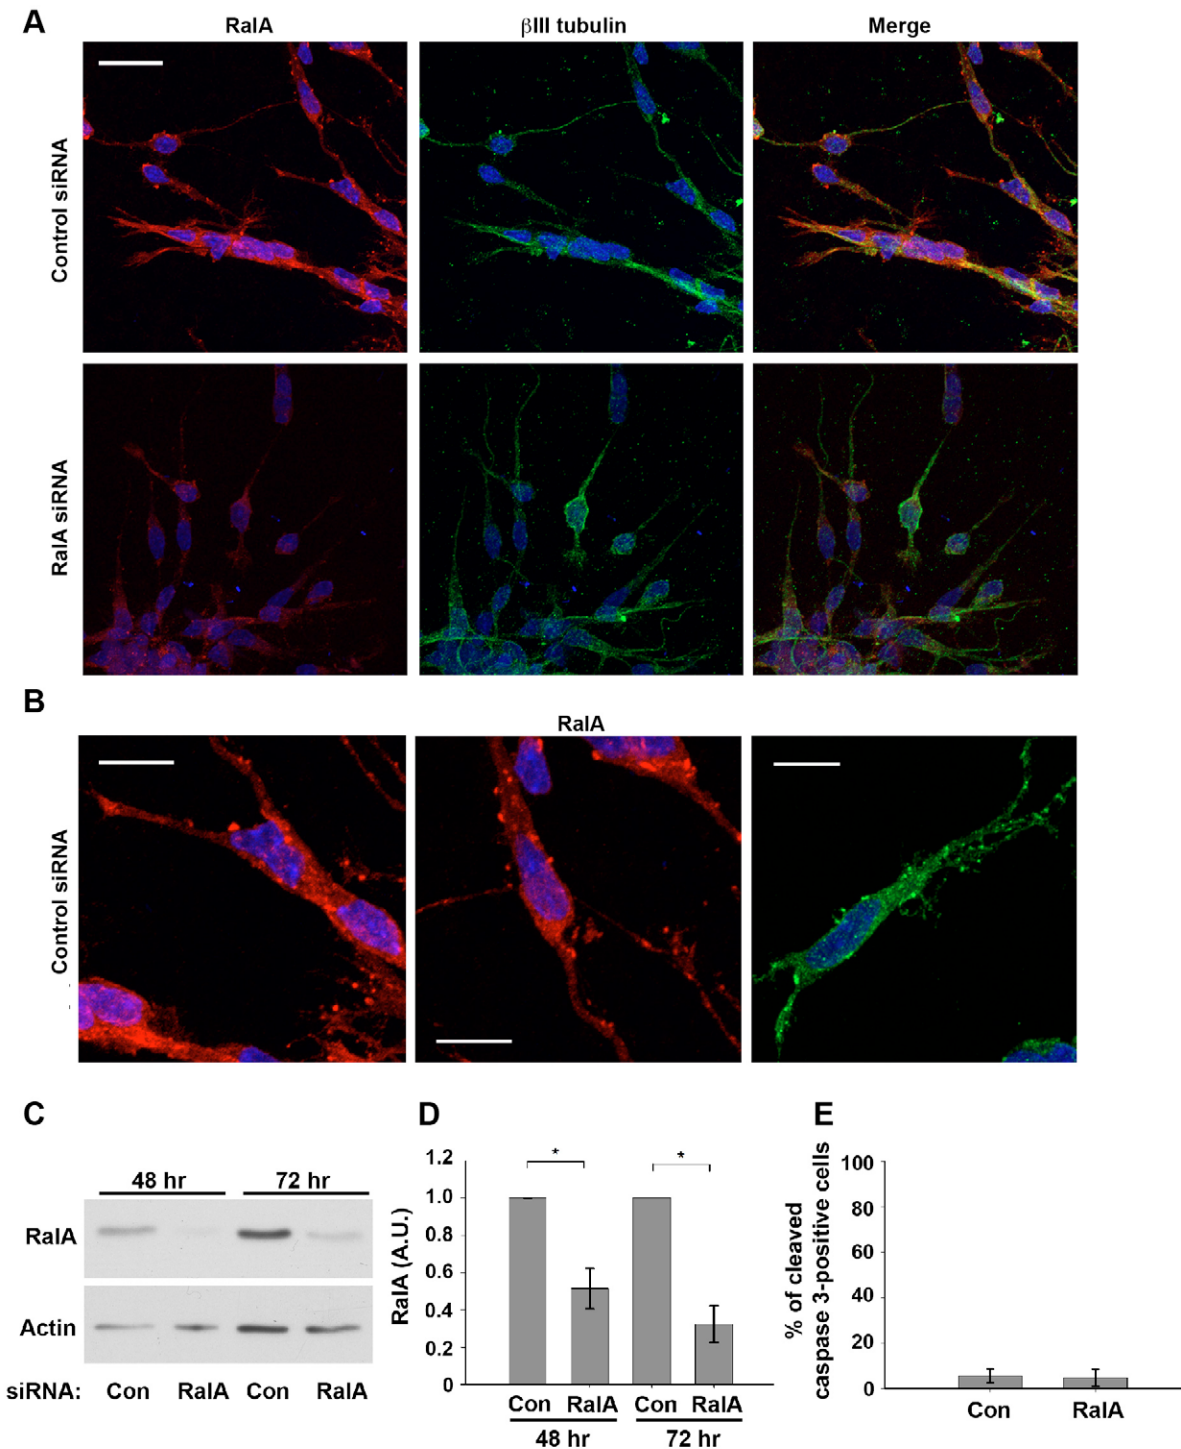 A
RalA
βIII tubulin
Merge
Control siRNA
RalA siRNA
B
RalA
Control siRNA
C
48 hr
72 hr
RalA
Actin
siRNA:
Con
RalA
Con
RalA
D
RalA (A.U.)
1.2
1.0
0.8
0.6
0.4
0.2
0
*
*
Con
RalA
Con
RalA
48 hr
72 hr
E
% of cleaved
caspase 3-positive cells
100
80
60
40
20
0
Con
RalA